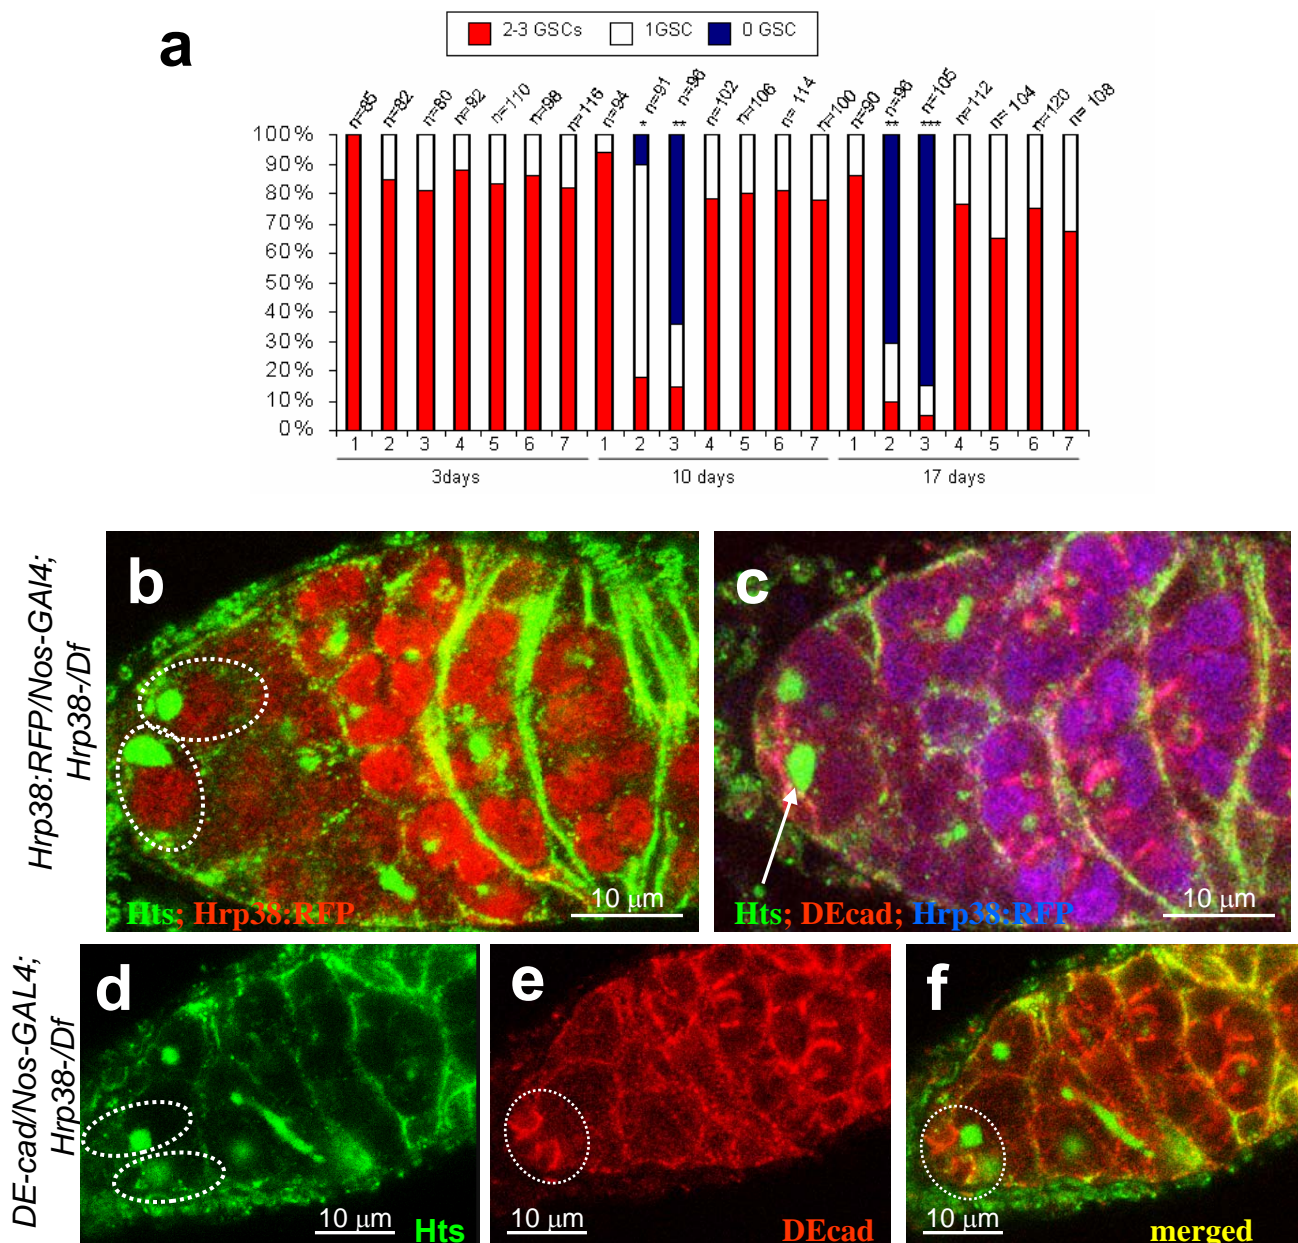 a
2-3 GSCs 1GSC 0 GSC
n=85 n=82 n=80 n=92 n=110 n=98 n=116 n=94 n=91 n=96 n=102 n=106 n=114 n=100 n=90 n=96 n=105 n=112 n=104 n=120 n=108
* ** ** ***
100%
90%
80%
70%
60%
50%
40%
30%
20%
10%
0%
1 2 3 4 5 6 7 1 2 3 4 5 6 7 1 2 3 4 5 6 7
3days 10 days 17 days
Hrp38:RFP/Nos-GAl4;
Hrp38-/Df
b
Hts; Hrp38:RFP
10 μm
c
Hts; DEcad; Hrp38:RFP
10 μm
DE-cad/Nos-GAL4;
Hrp38-/Df
d
10 μm
Hts
e
10 μm
DEcad
f
10 μm
merged